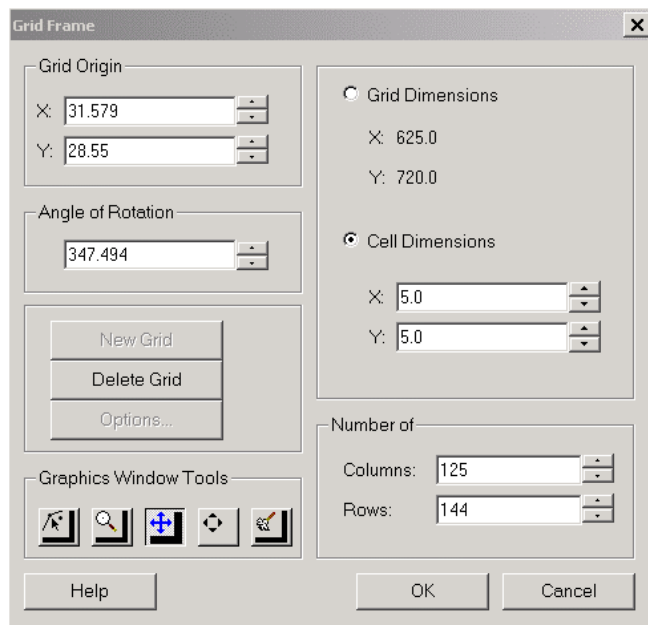 Grid Frame
Grid Origin
X: 31.579
Y: 28.55
Angle of Rotation
347.494
New Grid
Delete Grid
Options...
Graphics Window Tools
Grid Dimensions
X: 625.0
Y: 720.0
Cell Dimensions
X: 5.0
Y: 5.0
Number of
Columns: 125
Rows: 144
Help
OK
Cancel